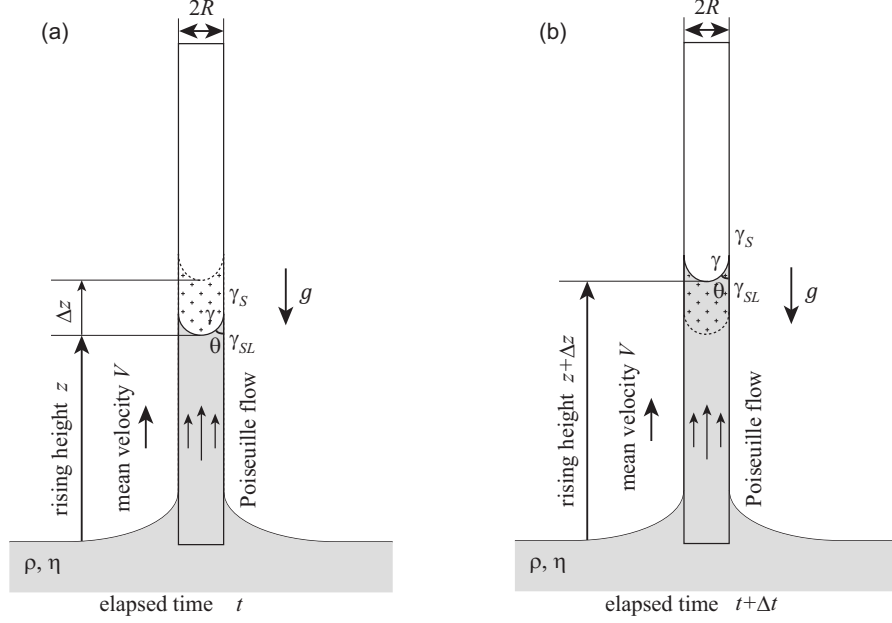 (a)
2R
Δz
γS
γ
γSL
θ
g
rising height z
mean velocity V
Poiseuille flow
ρ, η
elapsed time t
(b)
2R
γS
γ
γSL
θ
g
rising height z+Δz
mean velocity V
Poiseuille flow
ρ, η
elapsed time t+Δt